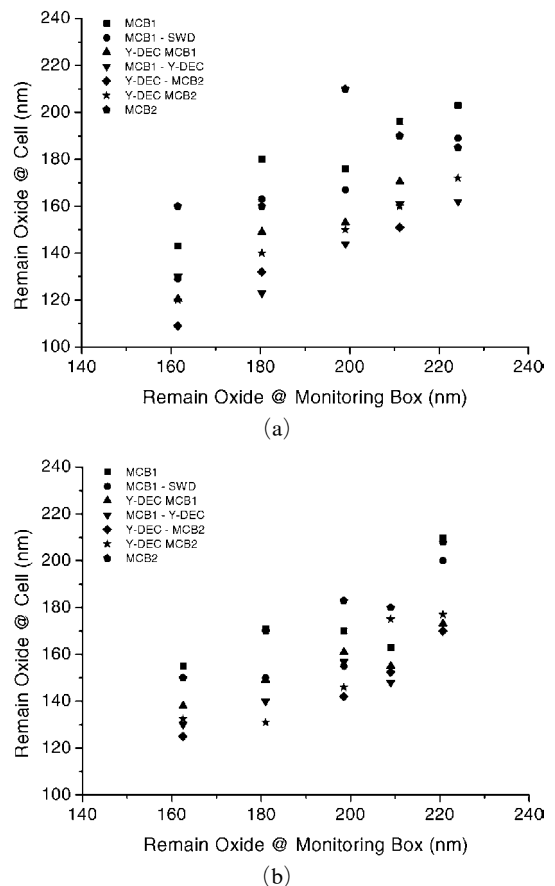 240
220
200
180
160
140
120
100
Remain Oxide @ Cell (nm)
MCB1
MCB1 - SWD
Y-DEC MCB1
MCB1 - Y-DEC
Y-DEC - MCB2
Y-DEC MCB2
MCB2
140 160 180 200 220 240
Remain Oxide @ Monitoring Box (nm)
(a)
240
220
200
180
160
140
120
100
Remain Oxide @ Cell (nm)
MCB1
MCB1 - SWD
Y-DEC MCB1
MCB1 - Y-DEC
Y-DEC - MCB2
Y-DEC MCB2
MCB2
140 160 180 200 220 240
Remain Oxide @ Monitoring Box (nm)
(b)